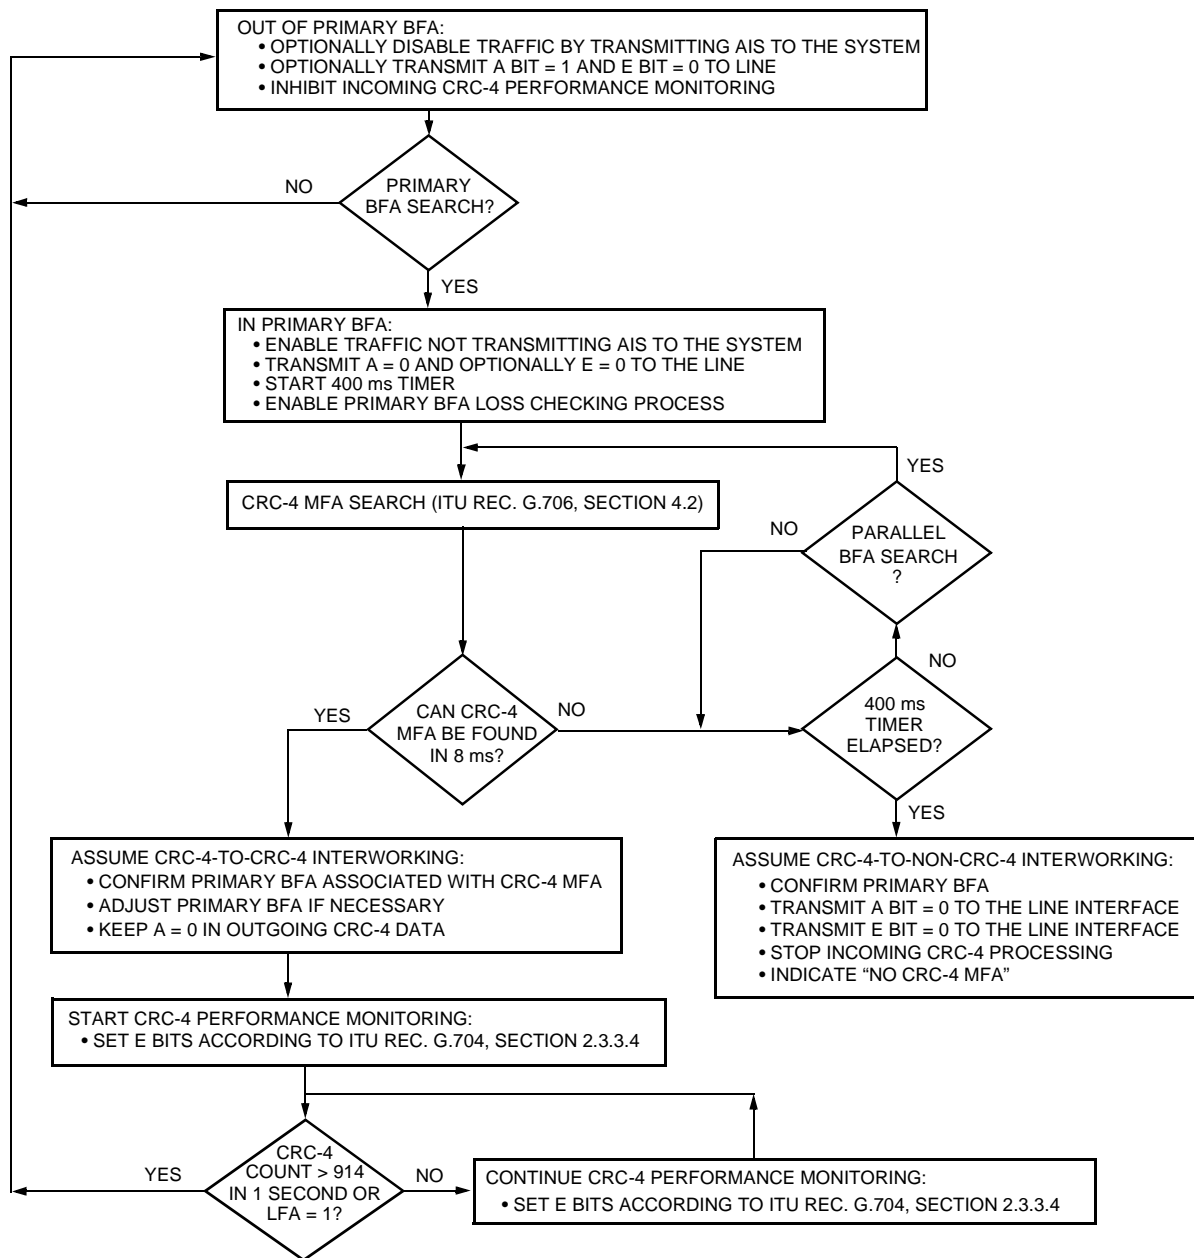 OUT OF PRIMARY BFA:
• OPTIONALLY DISABLE TRAFFIC BY TRANSMITTING AIS TO THE SYSTEM
• OPTIONALLY TRANSMIT A BIT = 1 AND E BIT = 0 TO LINE
• INHIBIT INCOMING CRC-4 PERFORMANCE MONITORING
NO
PRIMARY
BFA SEARCH?
YES
IN PRIMARY BFA:
• ENABLE TRAFFIC NOT TRANSMITTING AIS TO THE SYSTEM
• TRANSMIT A = 0 AND OPTIONALLY E = 0 TO THE LINE
• START 400 ms TIMER
• ENABLE PRIMARY BFA LOSS CHECKING PROCESS
YES
CRC-4 MFA SEARCH (ITU REC. G.706, SECTION 4.2)
NO
PARALLEL
BFA SEARCH
?
NO
YES
CAN CRC-4
MFA BE FOUND
IN 8 ms?
NO
400 ms
TIMER
ELAPSED?
YES
ASSUME CRC-4-TO-CRC-4 INTERWORKING:
• CONFIRM PRIMARY BFA ASSOCIATED WITH CRC-4 MFA
• ADJUST PRIMARY BFA IF NECESSARY
• KEEP A = 0 IN OUTGOING CRC-4 DATA
ASSUME CRC-4-TO-NON-CRC-4 INTERWORKING:
• CONFIRM PRIMARY BFA
• TRANSMIT A BIT = 0 TO THE LINE INTERFACE
• TRANSMIT E BIT = 0 TO THE LINE INTERFACE
• STOP INCOMING CRC-4 PROCESSING
• INDICATE “NO CRC-4 MFA”
START CRC-4 PERFORMANCE MONITORING:
• SET E BITS ACCORDING TO ITU REC. G.704, SECTION 2.3.3.4
YES
CRC-4
COUNT > 914
IN 1 SECOND OR
LFA = 1?
NO
CONTINUE CRC-4 PERFORMANCE MONITORING:
• SET E BITS ACCORDING TO ITU REC. G.704, SECTION 2.3.3.4